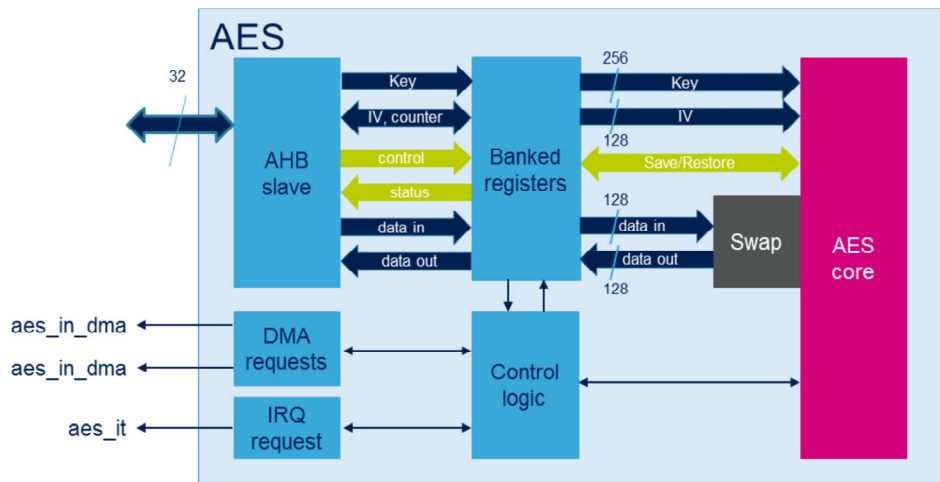 AES
32
AHB
slave
Key
IV, counter
control
status
data in
data out
Banked
registers
256
Key
IV
128
Save/Restore
128
data in
data out
128
Swap
AES
core
aes_in_dma
aes_in_dma
aes_it
DMA
requests
IRQ
request
Control
logic